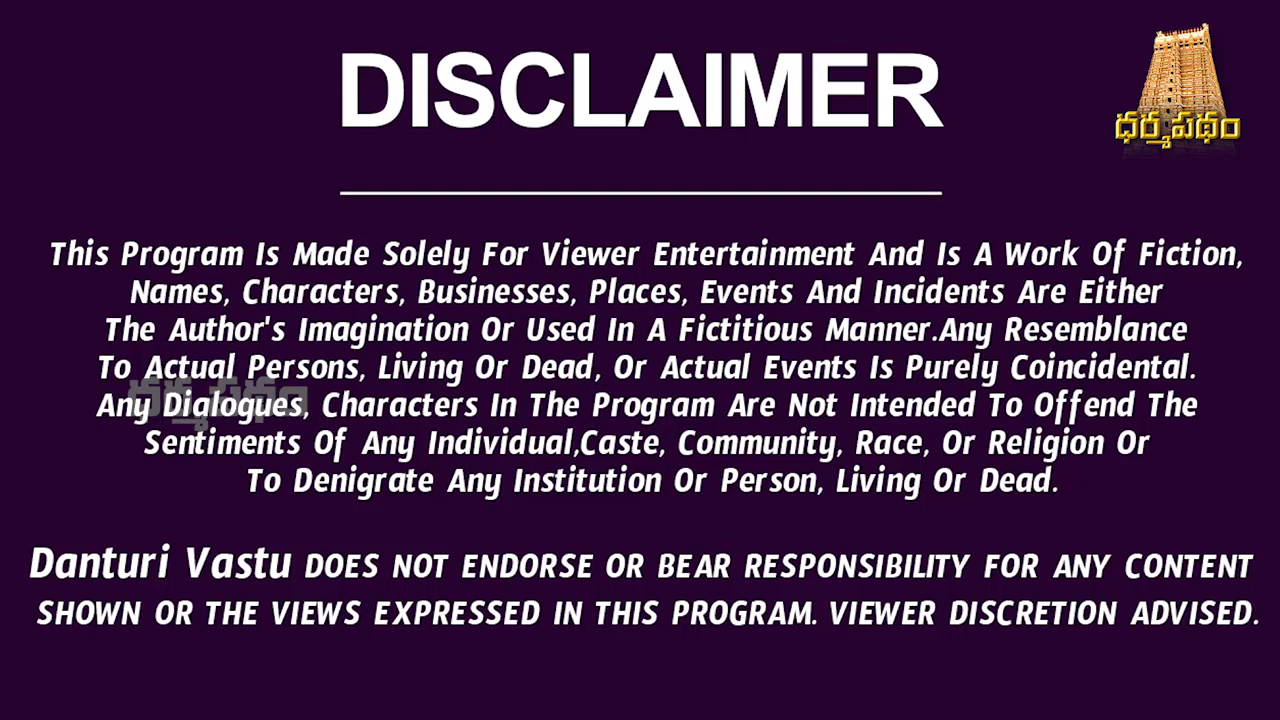 DISCLAIMER
ధర్మపథం
This Program Is Made Solely For Viewer Entertainment And Is A Work Of Fiction,
Names, Characters, Businesses, Places, Events And Incidents Are Either
The Author's Imagination Or Used In A Fictitious Manner.Any Resemblance
To Actual Persons, Living Or Dead, Or Actual Events Is Purely Coincidental.
ధర్మపథం
Any Dialogues, Characters In The Program Are Not Intended To Offend The
Sentiments Of Any Individual,Caste, Community, Race, Or Religion Or
To Denigrate Any Institution Or Person, Living Or Dead.
Danturi Vastu DOES NOT ENDORSE OR BEAR RESPONSIBILITY FOR ANY CONTENT
SHOWN OR THE VIEWS EXPRESSED IN THIS PROGRAM. VIEWER DISCRETION ADVISED.